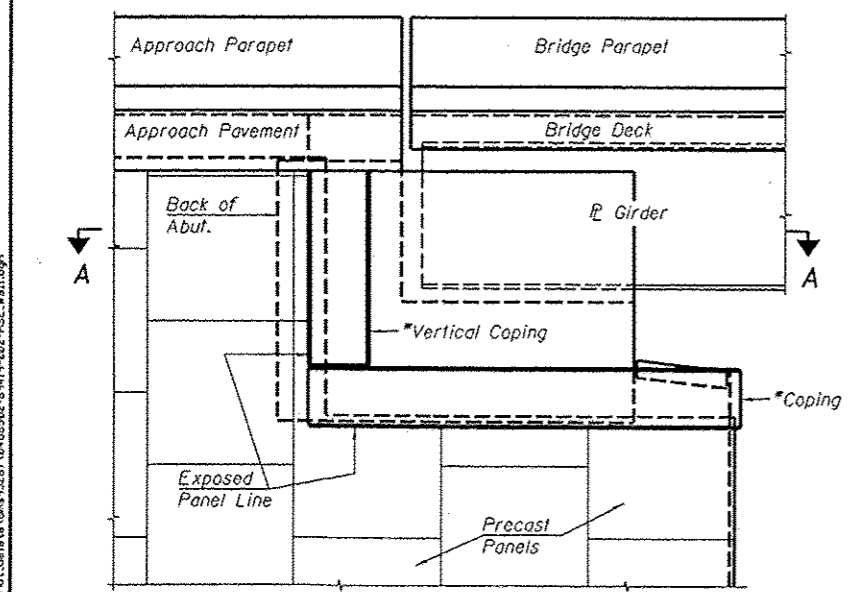 Approach Parapet
Bridge Parapet
Approach Pavement
Bridge Deck
Back of
Abut.
℄ Girder
A
A
*Vertical Coping
*Coping
Exposed
Panel Line
Precast
Panels